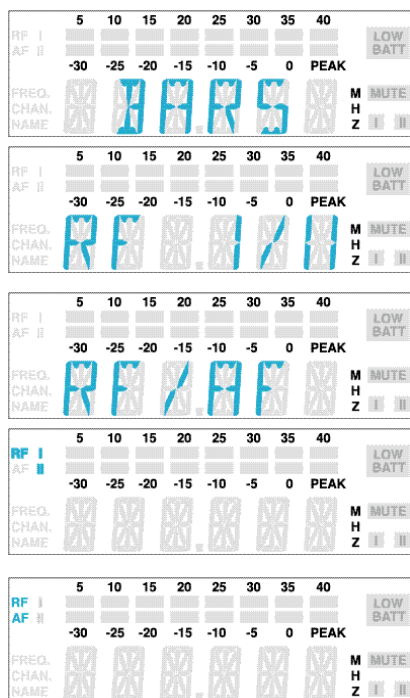 5 10 15 20 25 30 35 40
RF I LOW
AF II BATT
-30 -25 -20 -15 -10 -5 0 PEAK
FREQ. M MUTE
CHAN. BARS H
NAME Z I II
5 10 15 20 25 30 35 40
RF I LOW
AF II BATT
-30 -25 -20 -15 -10 -5 0 PEAK
FREQ. M MUTE
CHAN. RF I/II H
NAME Z I II
5 10 15 20 25 30 35 40
RF I LOW
AF II BATT
-30 -25 -20 -15 -10 -5 0 PEAK
FREQ. M MUTE
CHAN. RF/AF H
NAME Z I II
5 10 15 20 25 30 35 40
RF I LOW
AF II BATT
-30 -25 -20 -15 -10 -5 0 PEAK
FREQ. M MUTE
CHAN. H
NAME Z I II
5 10 15 20 25 30 35 40
RF I LOW
AF II BATT
-30 -25 -20 -15 -10 -5 0 PEAK
FREQ. M MUTE
CHAN. H
NAME Z I II